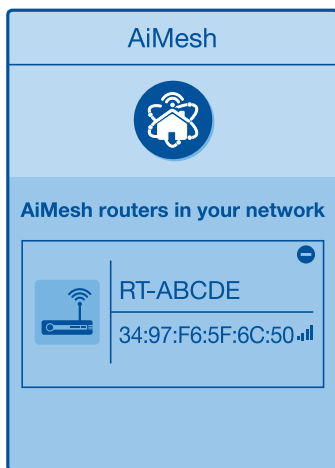 AiMesh
AiMesh routers in your network
RT-ABCDE
34:97:F6:5F:6C:50